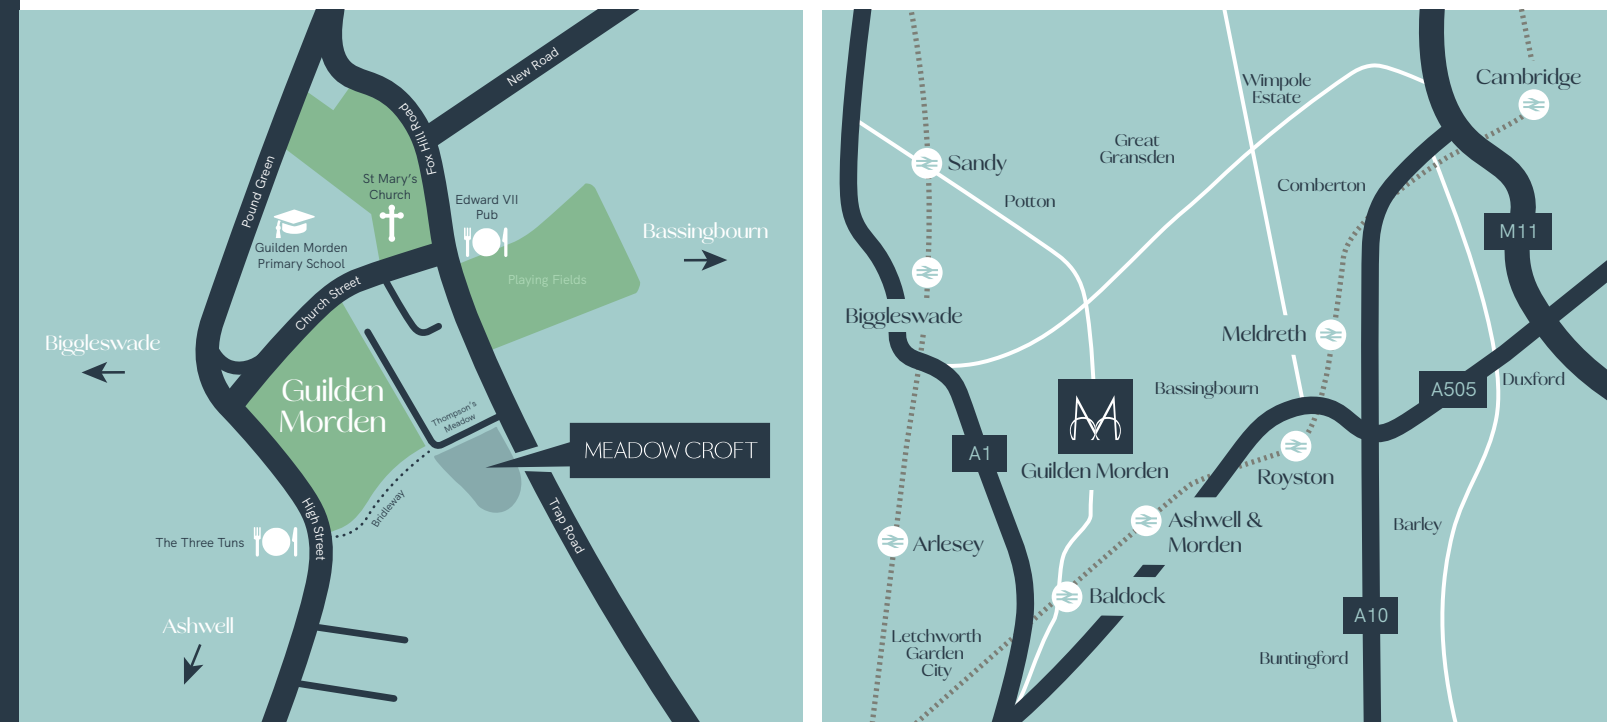 New Road
Fox Hill Road
Pound Green
St Mary's
Church
Edward VII
Pub
Guilden Morden
Primary School
Bassingbourn
Playing Fields
Church Street
Biggleswade
Guilden
Morden
Thompson's
Meadow
MEADOW CROFT
Bridleway
High Street
Trap Road
The Three Tuns
Ashwell
Cambridge
Wimpole
Estate
Great
Gransden
Sandy
Comberton
Potton
M11
Biggleswade
Meldreth
Bassingbourn
A505
Duxford
A1
Guilden Morden
Royston
Ashwell &
Morden
Barley
Arlesey
Baldock
A10
Letchworth
Garden
City
Buntingford